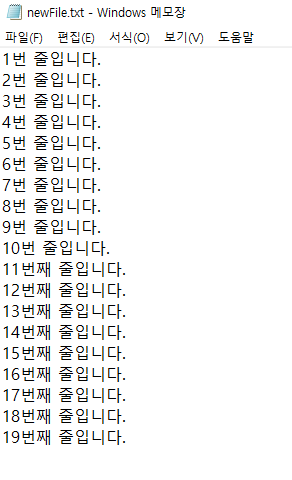 newFile.txt - Windows 메모장
파일(F) 편집(E) 서식(O) 보기(V) 도움말
1번 줄입니다.
2번 줄입니다.
3번 줄입니다.
4번 줄입니다.
5번 줄입니다.
6번 줄입니다.
7번 줄입니다.
8번 줄입니다.
9번 줄입니다.
10번 줄입니다.
11번째 줄입니다.
12번째 줄입니다.
13번째 줄입니다.
14번째 줄입니다.
15번째 줄입니다.
16번째 줄입니다.
17번째 줄입니다.
18번째 줄입니다.
19번째 줄입니다.